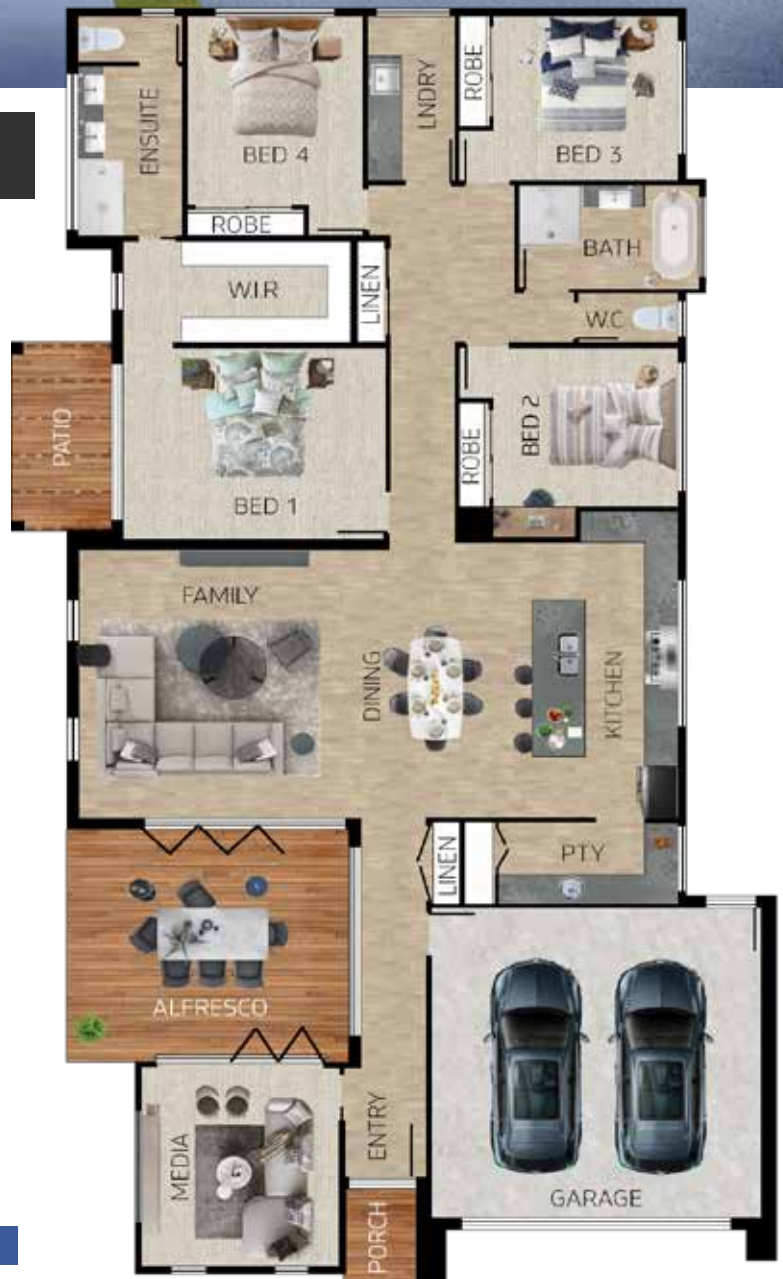 ENSUITE
BED 4
LNDRY
ROBE
BED 3
ROBE
BATH
W.I.R
LINEN
W.C
PATIO
BED 1
ROBE
BED 2
FAMILY
DINING
KITCHEN
LINEN
PTY
ALFRESCO
MEDIA
ENTRY
GARAGE
PORCH